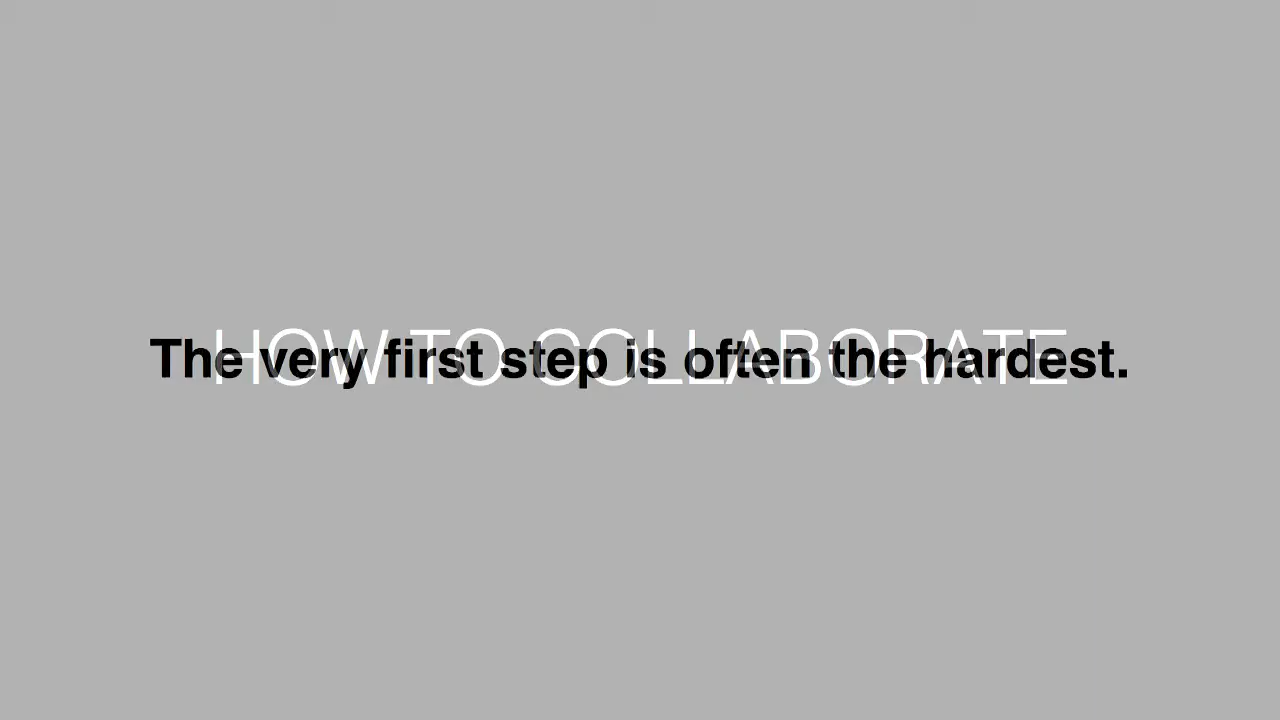 HOW TO COLLABORATE
The very first step is often the hardest.